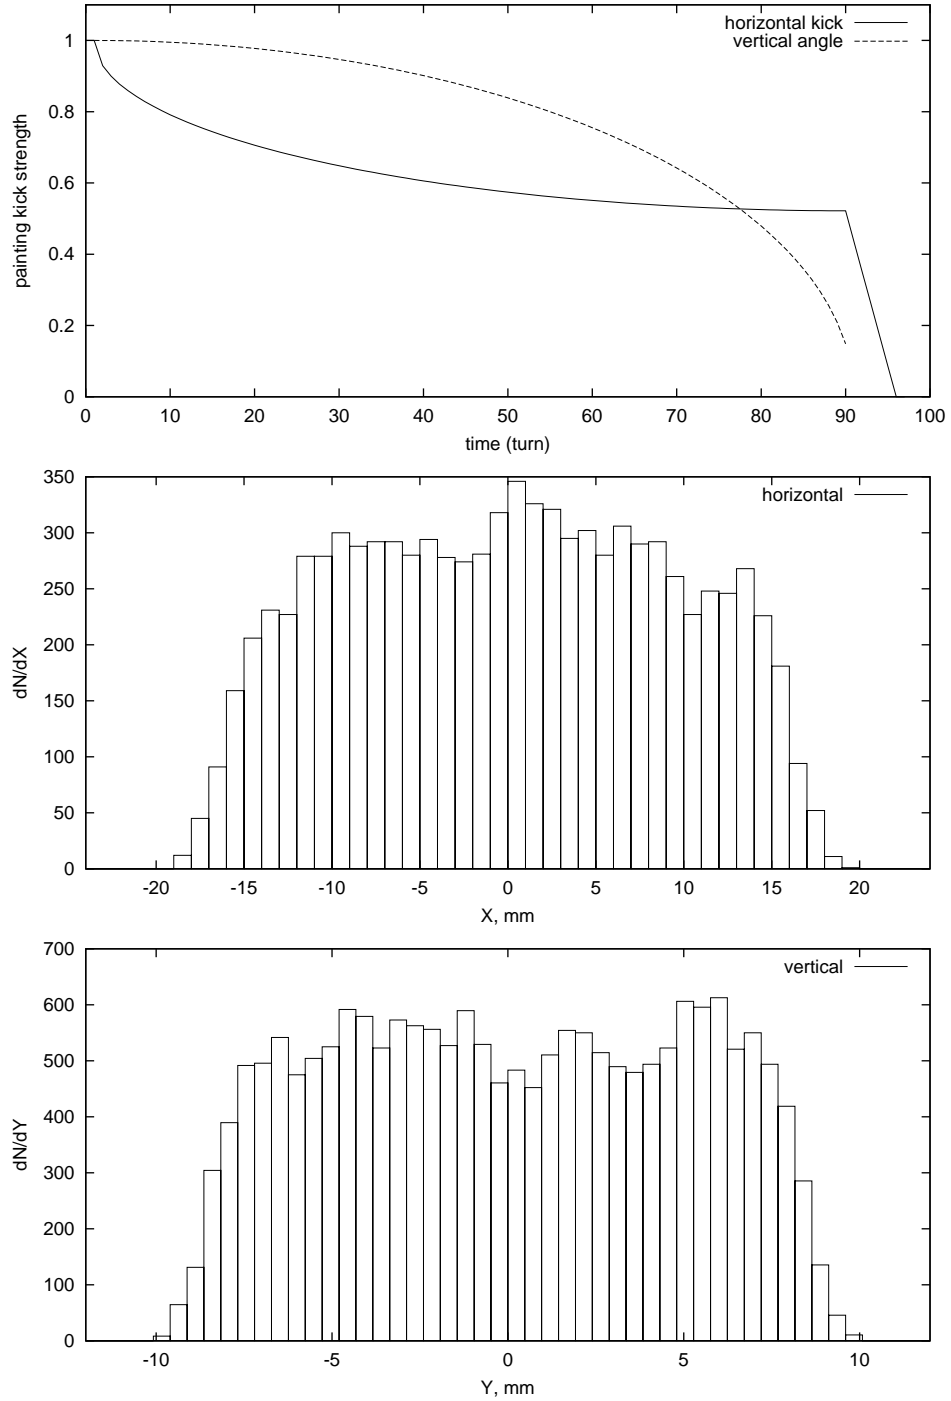 horizontal kick
vertical angle
1
0.8
0.6
0.4
0.2
0
painting kick strength
0 10 20 30 40 50 60 70 80 90 100
time (turn)
350
300
250
200
150
100
50
0
horizontal
dN/dX
-20 -15 -10 -5 0 5 10 15 20
X, mm
700
600
500
400
300
200
100
0
vertical
dN/dY
-10 -5 0 5 10
Y, mm